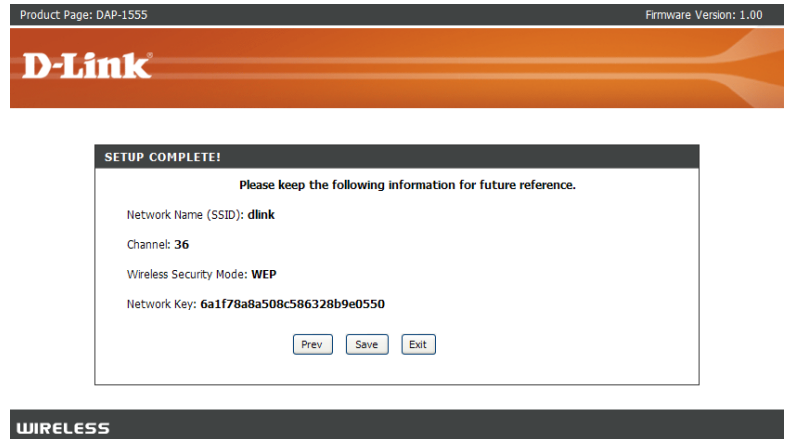 Product Page: DAP-1555 Firmware Version: 1.00
D-Link®
SETUP COMPLETE!
Please keep the following information for future reference.
Network Name (SSID): dlink
Channel: 36
Wireless Security Mode: WEP
Network Key: 6a1f78a8a508c586328b9e0550
Prev Save Exit
WIRELESS